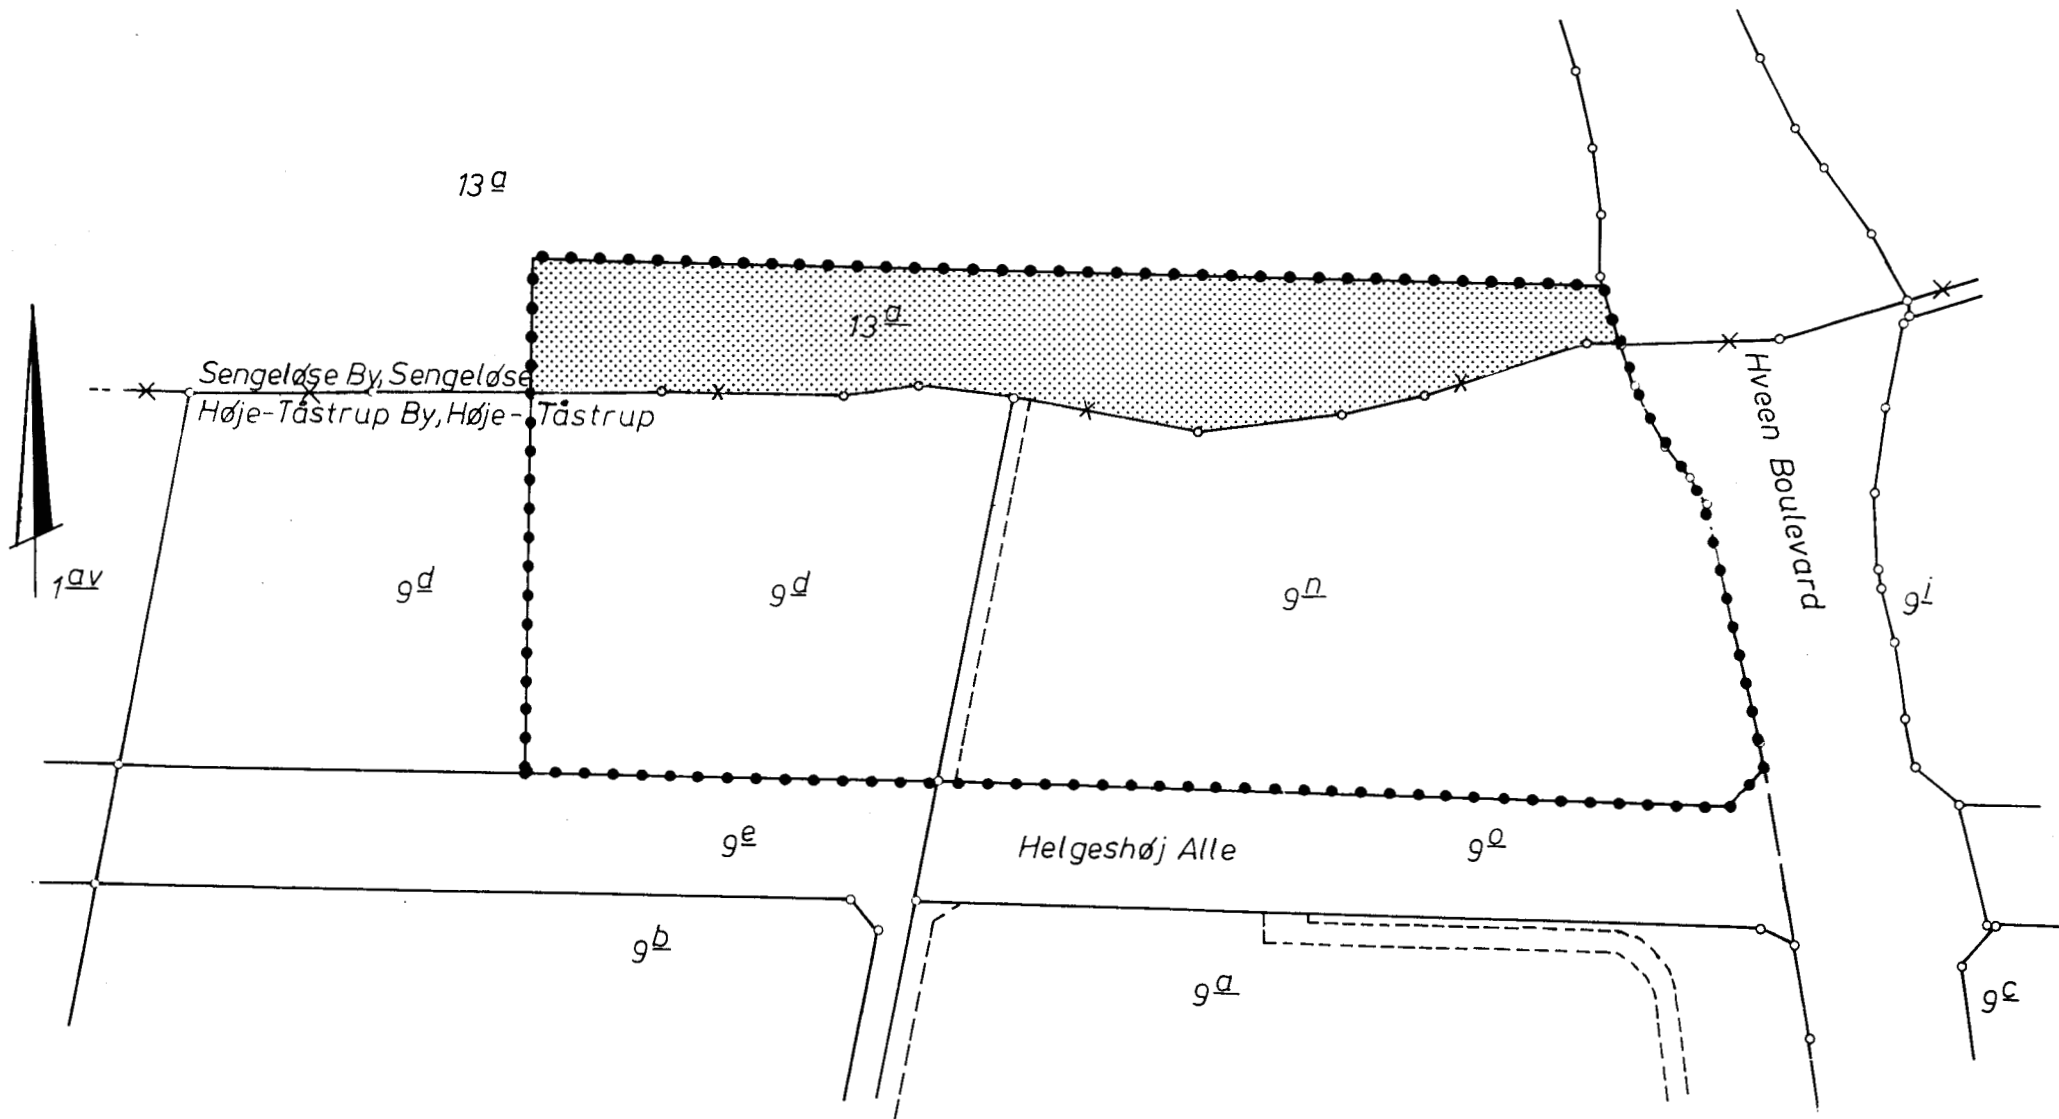 13a
13a
Sengeløse By, Sengeløse
Høje-Tåstrup By, Høje-Tåstrup
Hveen Boulevard
1av
9d
9d
9n
9i
9e
Helgeshøj Alle
9o
9b
9a
9c